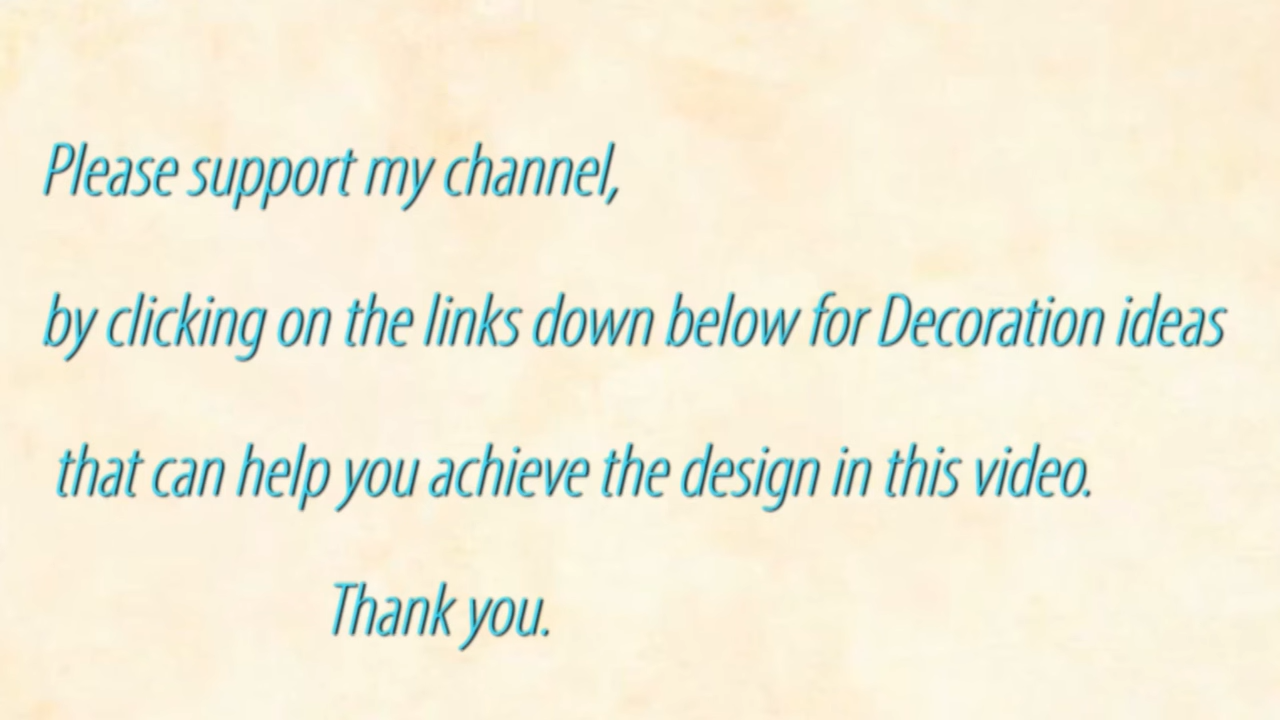 Please support my channel,
by clicking on the links down below for Decoration ideas
that can help you achieve the design in this video.
Thank you.